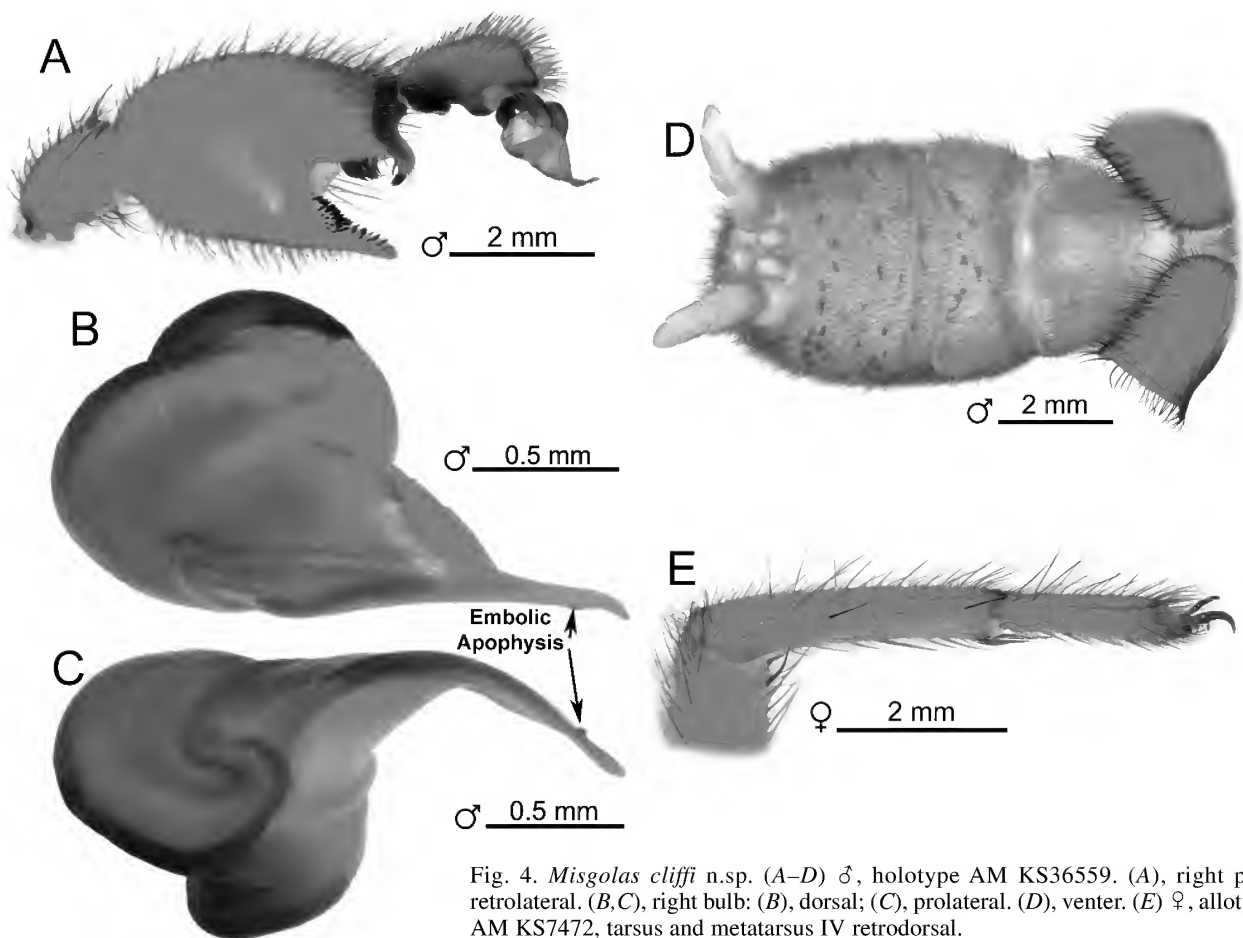 A
♂ 2 mm
B
♂ 0.5 mm
Embolic
Apophysis
C
♂ 0.5 mm
D
♂ 2 mm
E
♀ 2 mm
Fig. 4. Misgolas cliffi n.sp. (A–D) ♂, holotype AM KS36559. (A), right
retrolateral. (B,C), right bulb: (B), dorsal; (C), prolateral. (D), venter. (E) ♀,
AM KS7472, tarsus and metatarsus IV retrodorsal.